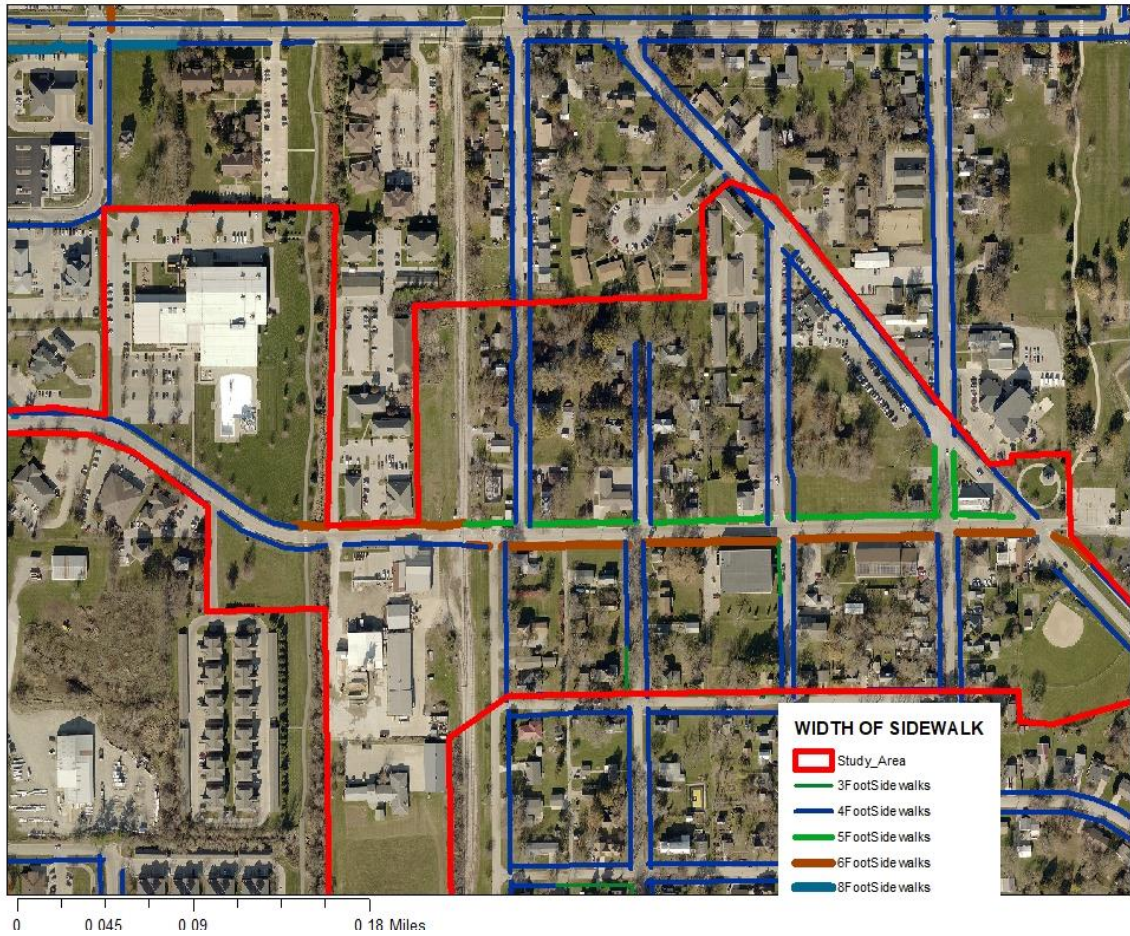 WIDTH OF SIDEWALK
Study_Area
3FootSidewalks
4FootSidewalks
5FootSidewalks
6FootSidewalks
8FootSidewalks
0 0.045 0.09 0.18 Miles